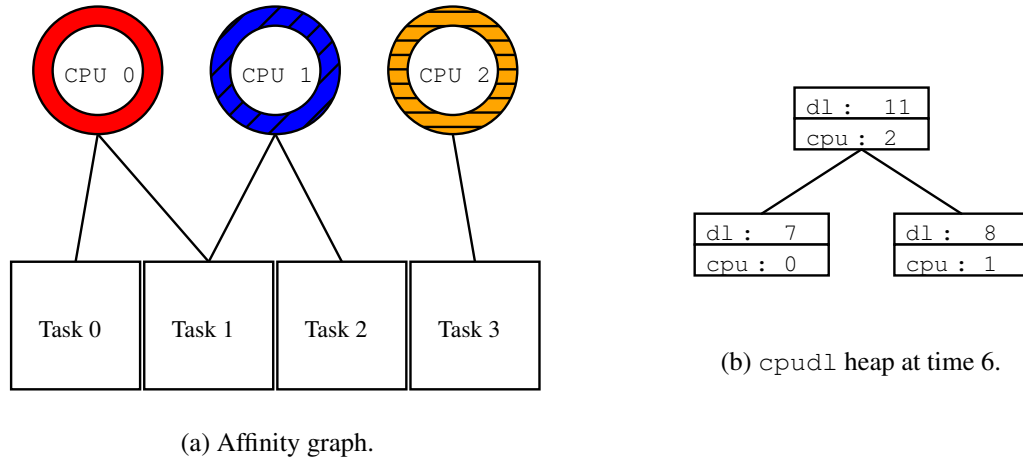 CPU 0
CPU 1
CPU 2
Task 0
Task 1
Task 2
Task 3
(a) Affinity graph.
dl: 11
cpu: 2
dl: 7
cpu: 0
dl: 8
cpu: 1
(b) cpudl heap at time 6.